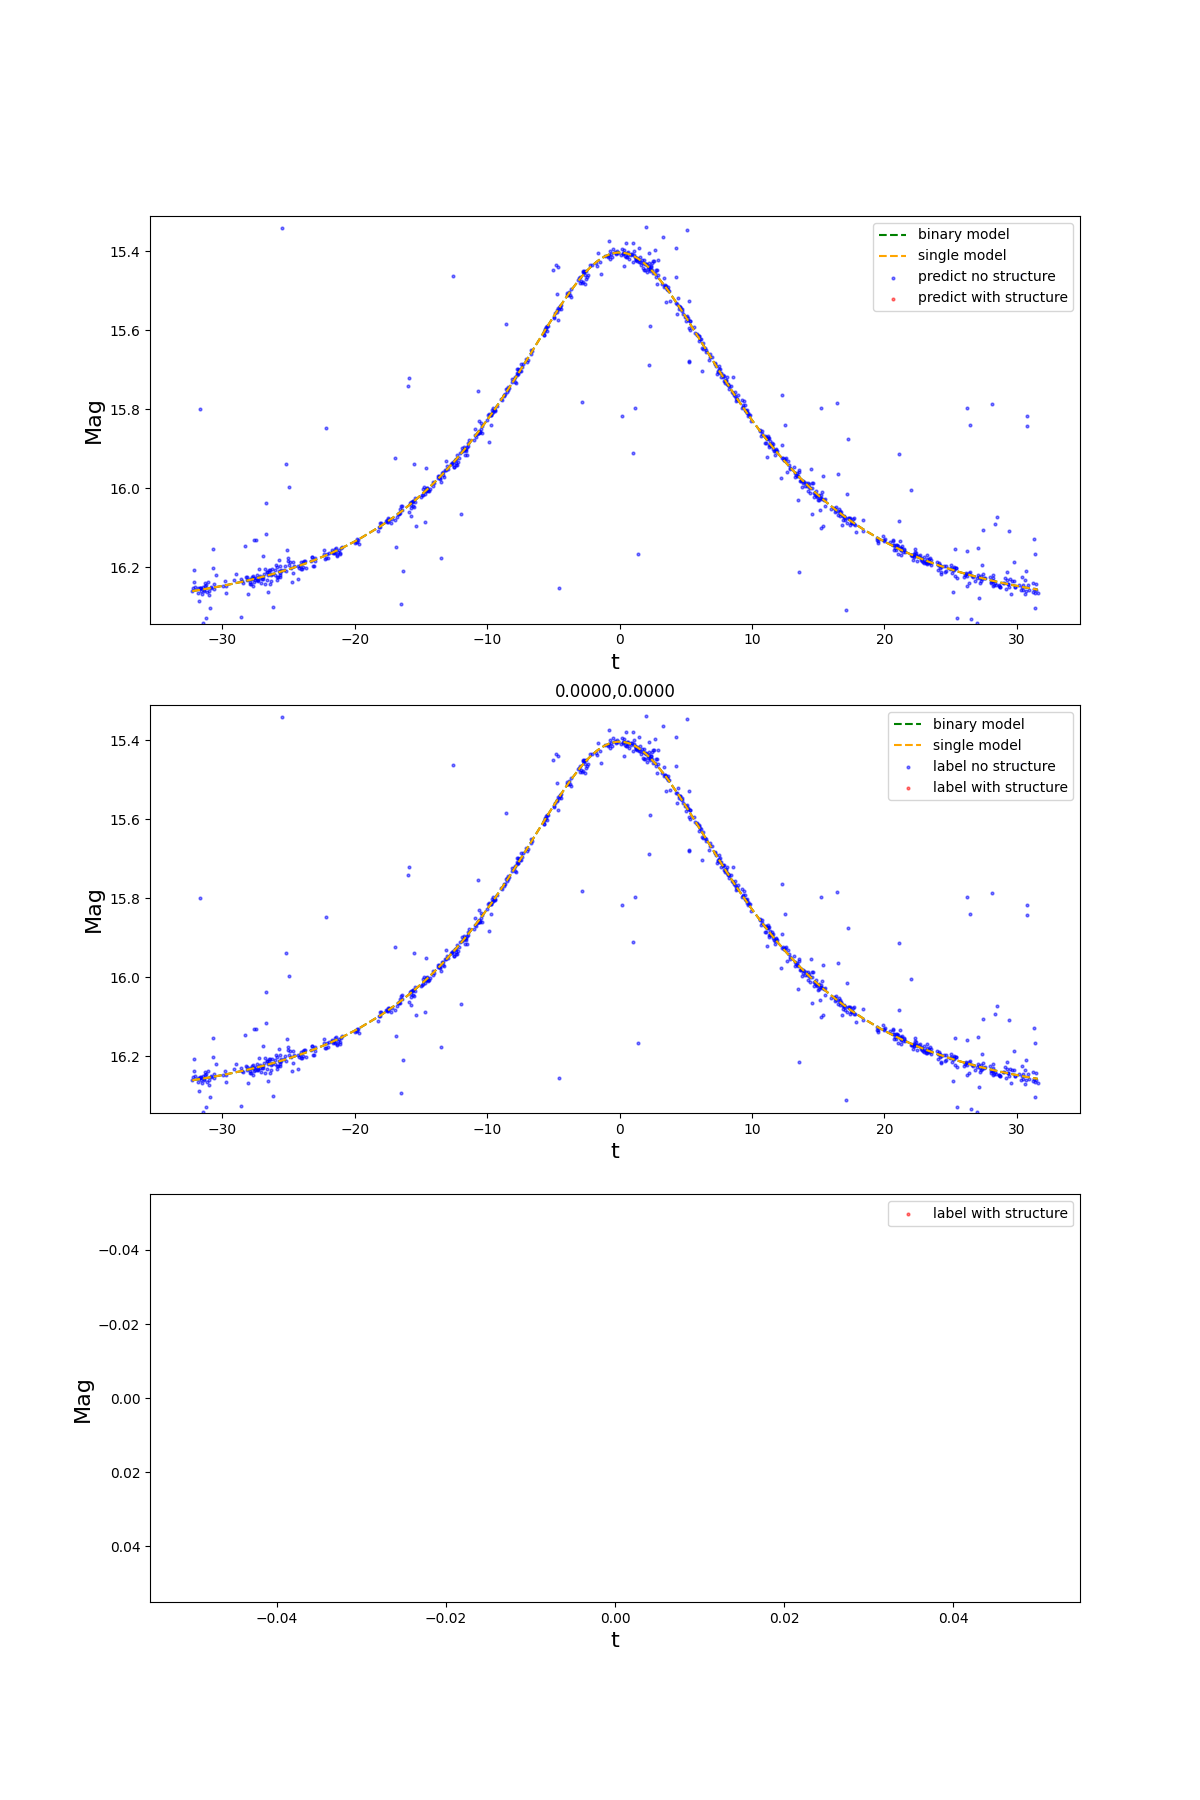 15.4
15.6
15.8
16.0
16.2
Mag
binary model
single model
predict no structure
predict with structure
−30
−20
−10
0
10
20
30
t
0.0000,0.0000
15.4
15.6
15.8
16.0
16.2
Mag
binary model
single model
label no structure
label with structure
−30
−20
−10
0
10
20
30
t
−0.04
−0.02
0.00
0.02
0.04
Mag
label with structure
−0.04
−0.02
0.00
0.02
0.04
t